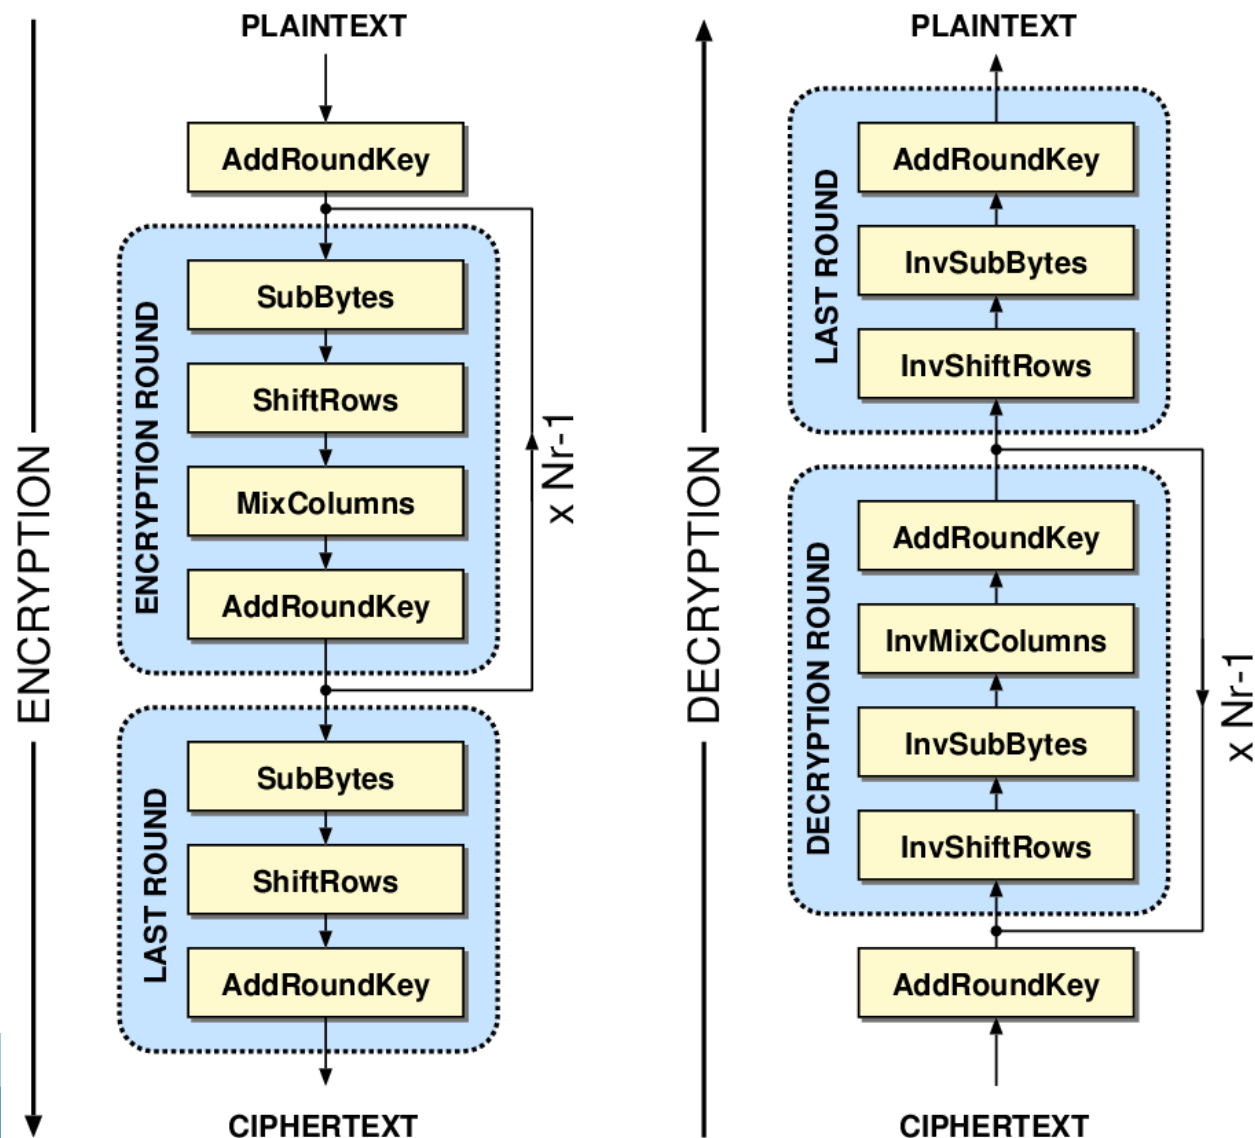 PLAINTEXT
AddRoundKey
SubBytes
ShiftRows
MixColumns
AddRoundKey
ENCRYPTION ROUND
x Nr-1
SubBytes
ShiftRows
AddRoundKey
LAST ROUND
CIPHERTEXT
ENCRYPTION
PLAINTEXT
AddRoundKey
InvSubBytes
InvShiftRows
LAST ROUND
AddRoundKey
InvMixColumns
InvSubBytes
InvShiftRows
DECRYPTION ROUND
x Nr-1
AddRoundKey
CIPHERTEXT
DECRYPTION